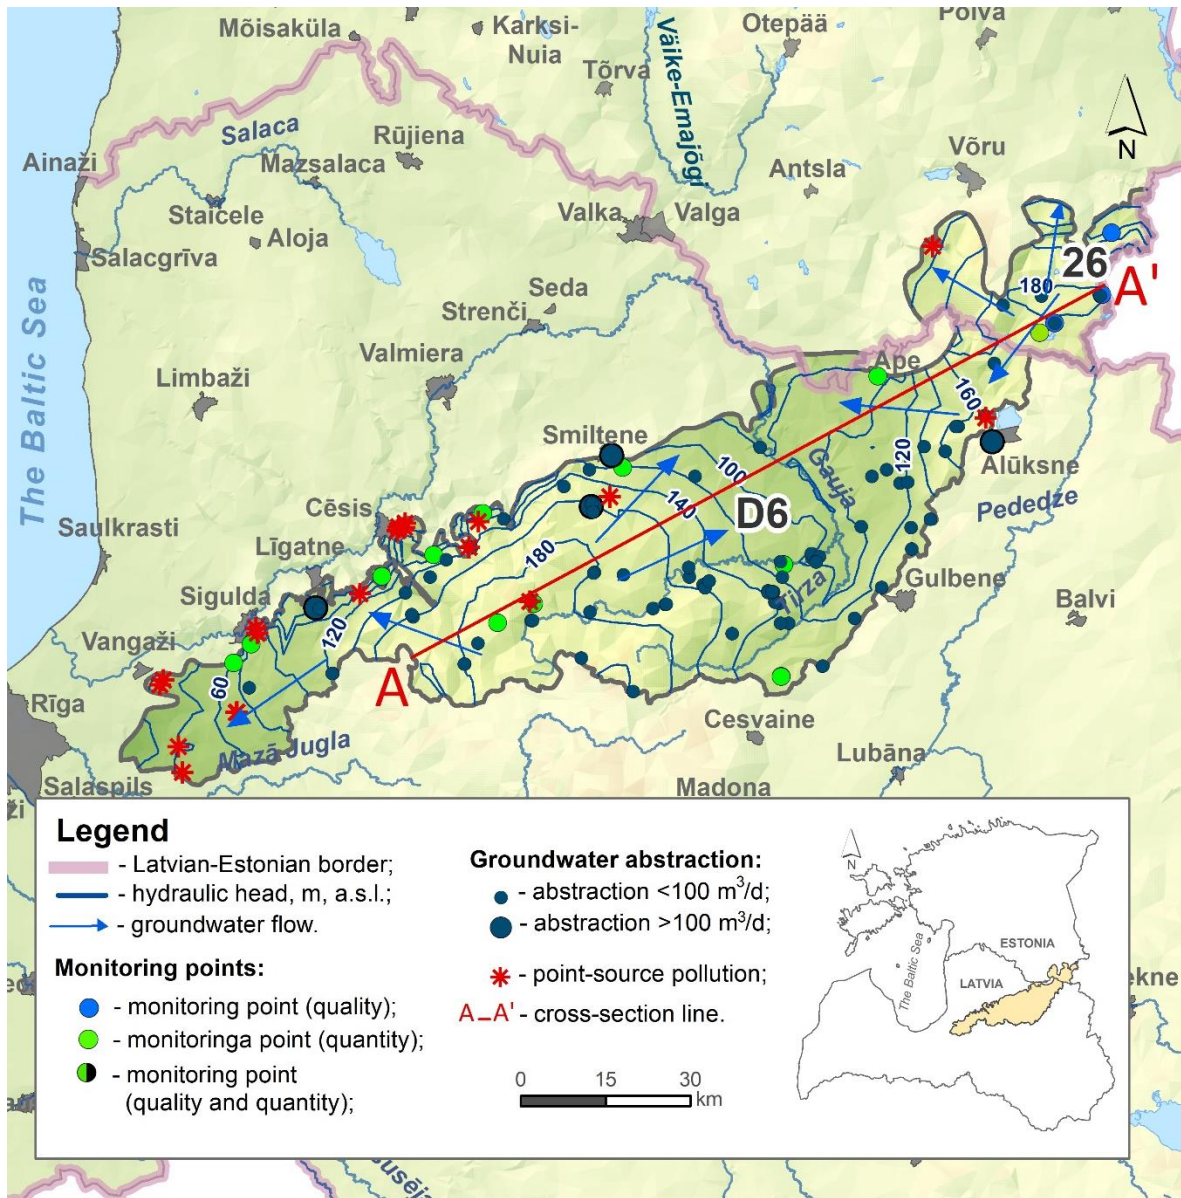 Mõisaküla
Karksi-
Nuia
Otepää
Põlva
Tõrva
Väike-Emajõgi
N
Salaca
Rūjiena
Ainaži
Mazsalaca
Antsla
Võru
Staicele
Valka
Valga
Aloja
Salacgrīva
26
180
A'
Seda
Strenči
The Baltic Sea
Valmiera
Ape
Limbaži
160
Smiltene
100
120
Alūksne
Gauja
Cēsis
140
D6
Pededze
Saulkrasti
Līgatne
180
Sigulda
Tirza
Gulbene
Balvi
Vangaži
120
A
60
Rīga
Cesvaine
Mazā Jugla
Lubāna
Salaspils
Madona
ži
Legend
- Latvian-Estonian border;
- hydraulic head, m, a.s.l.;
- groundwater flow.
Monitoring points:
- monitoring point (quality);
- monitoringa point (quantity);
- monitoring point
(quality and quantity);
Groundwater abstraction:
- abstraction <100 m³/d;
- abstraction >100 m³/d;
- point-source pollution;
A_A' - cross-section line.
0 15 30
km
N
ESTONIA
The Baltic Sea
LATVIA
ekne